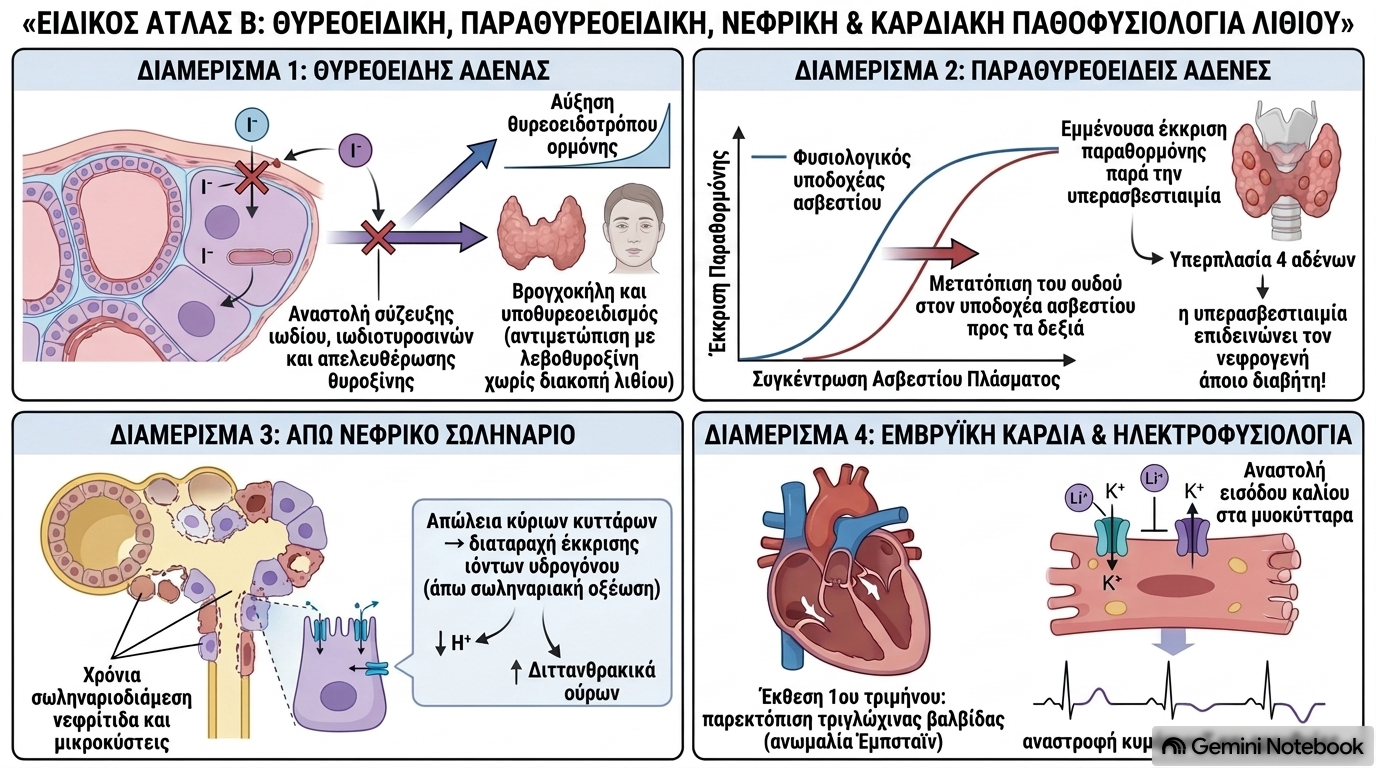 «ΕΙΔΙΚΟΣ ΑΤΛΑΣ Β: ΘΥΡΕΟΕΙΔΙΚΗ, ΠΑΡΑΘΥΡΕΟΕΙΔΙΚΗ, ΝΕΦΡΙΚΗ & ΚΑΡΔΙΑΚΗ ΠΑΘΟΦΥΣΙΟΛΟΓΙΑ ΛΙΘΙΟΥ»
ΔΙΑΜΕΡΙΣΜΑ 1: ΘΥΡΕΟΕΙΔΗΣ ΑΔΕΝΑΣ
I⁻
I⁻
I⁻
I⁻
Αύξηση
θυρεοειδοτρόπου
ορμόνης
Αναστολή σύζευξης
ιωδίου, ιωδιοτυροσινών
και απελευθέρωσης
θυροξίνης
Βρογχοκήλη και
υποθυρεοειδισμός
(αντιμετώπιση με
λεβοθυροξίνη
χωρίς διακοπή λιθίου)
ΔΙΑΜΕΡΙΣΜΑ 2: ΠΑΡΑΘΥΡΕΟΕΙΔΕΙΣ ΑΔΕΝΕΣ
Έκκριση Παραθορμόνης
Φυσιολογικός
υποδοχέας
ασβεστίου
Μετατόπιση του ουδού
στον υποδοχέα ασβεστίου
προς τα δεξιά
Συγκέντρωση Ασβεστίου Πλάσματος
Εμμένουσα έκκριση
παραθορμόνης
παρά την
υπερασβεστιαιμία
Υπερπλασία 4 αδένων
η υπερασβεστιαιμία
επιδεινώνει τον
νεφρογενή
άποιο διαβήτη!
ΔΙΑΜΕΡΙΣΜΑ 3: ΑΠΩ ΝΕΦΡΙΚΟ ΣΩΛΗΝΑΡΙΟ
Χρόνια
σωληναριοδιάμεση
νεφρίτιδα και
μικροκύστεις
Απώλεια κύριων κυττάρων
→ διαταραχή έκκρισης
ιόντων υδρογόνου
(άπω σωληναριακή οξέωση)
↓ H⁺
↑ Διττανθρακικά
ούρων
ΔΙΑΜΕΡΙΣΜΑ 4: ΕΜΒΡΥΪΚΗ ΚΑΡΔΙΑ & ΗΛΕΚΤΡΟΦΥΣΙΟΛΟΓΙΑ
Έκθεση 1ου τριμήνου:
παρεκτόπιση τριγλώχινας βαλβίδας
(ανωμαλία Έμπσταϊν)
Li⁺
K⁺
Li⁺
K⁺
K⁺
Αναστολή
εισόδου καλίου
στα μυοκύτταρα
αναστροφή
Gemini Notebook